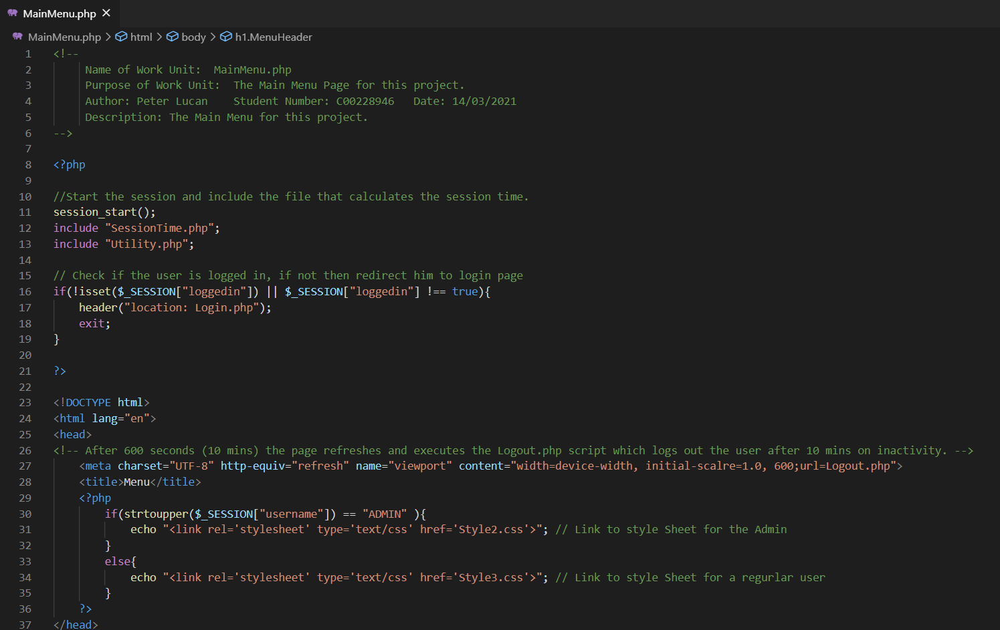 MainMenu.php ×
MainMenu.php > html > body > h1.MenuHeader
1 <!--
2 Name of Work Unit:  MainMenu.php
3 Purpose of Work Unit:  The Main Menu Page for this project.
4 Author: Peter Lucan    Student Number: C00228946   Date: 14/03/2021
5 Description: The Main Menu for this project.
6 -->
7
8 <?php
9
10 //Start the session and include the file that calculates the session time.
11 session_start();
12 include "SessionTime.php";
13 include "Utility.php";
14
15 // Check if the user is logged in, if not then redirect him to login page
16 if(!isset($_SESSION["loggedin"]) || $_SESSION["loggedin"] !== true){
17     header("location: Login.php");
18     exit;
19 }
20
21 ?>
22
23 <!DOCTYPE html>
24 <html lang="en">
25 <head>
26 <!-- After 600 seconds (10 mins) the page refreshes and executes the Logout.php script which logs out the user after 10 mins on inactivity. -->
27     <meta charset="UTF-8" http-equiv="refresh" name="viewport" content="width=device-width, initial-scalre=1.0, 600;url=Logout.php">
28     <title>Menu</title>
29     <?php
30         if(strtoupper($_SESSION["username"]) == "ADMIN" ){
31             echo "<link rel='stylesheet' type='text/css' href='Style2.css'>"; // Link to style Sheet for the Admin
32         }
33         else{
34             echo "<link rel='stylesheet' type='text/css' href='Style3.css'>"; // Link to style Sheet for a regurlar user
35         }
36     ?>
37 </head>